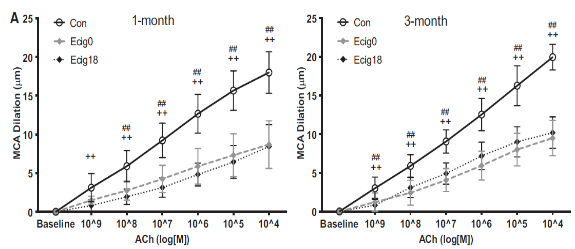 A
1-month
MCA Dilation (μm)
25
20
15
10
5
0
Con
Ecig0
Ecig18
++
##
++
##
++
##
++
##
++
##
++
Baseline 10^9 10^8 10^7 10^6 10^5 10^4
ACh (log[M])
3-month
MCA Dilation (μm)
25
20
15
10
5
0
Con
Ecig0
Ecig18
##
++
##
++
##
++
##
++
##
++
##
++
Baseline 10^9 10^8 10^7 10^6 10^5 10^4
ACh (log[M])